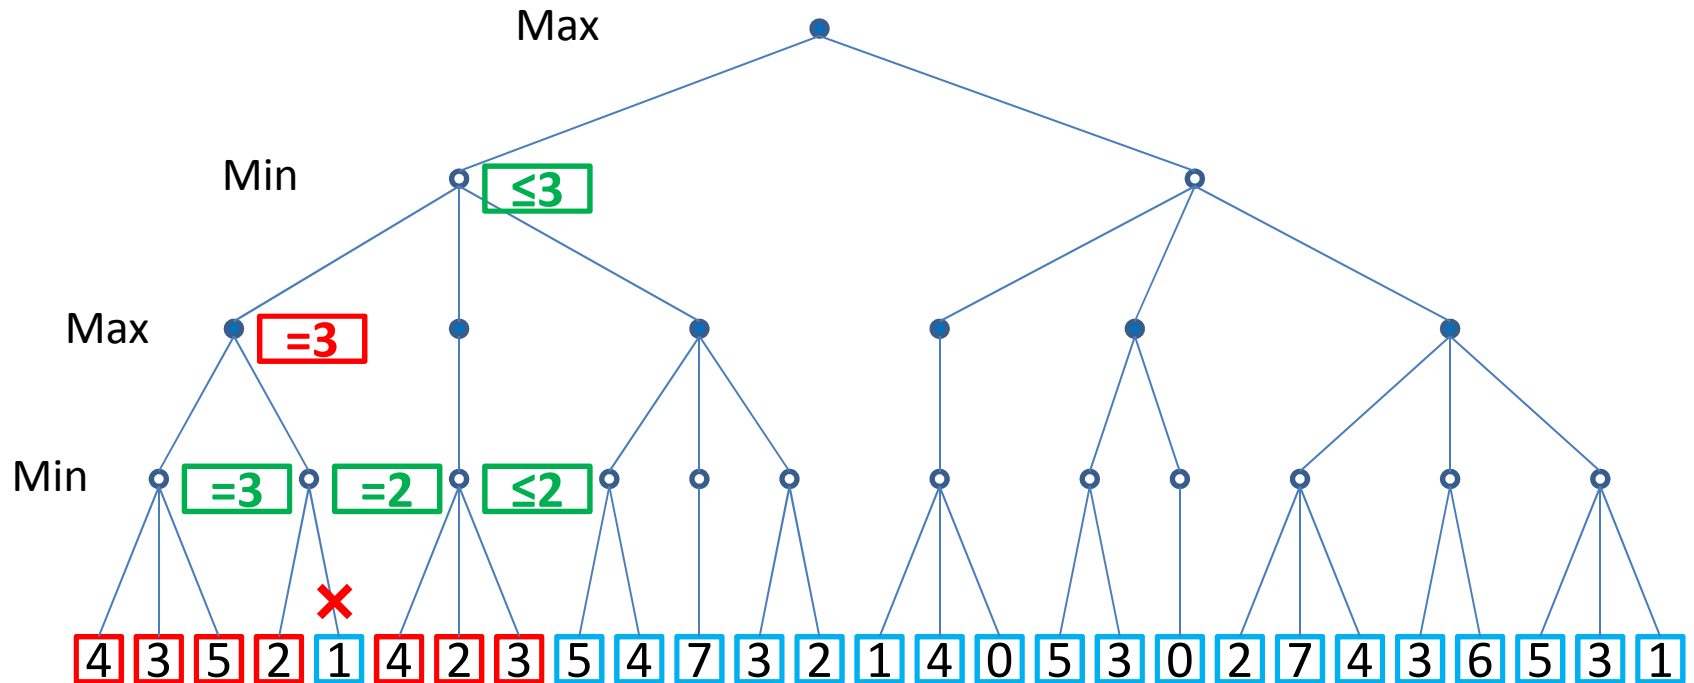 Max
Min ≤3
Max =3
Min =3 =2 ≤2
×
4 3 5 2 1 4 2 3 5 4 7 3 2 1 4 0 5 3 0 2 7 4 3 6 5 3 1